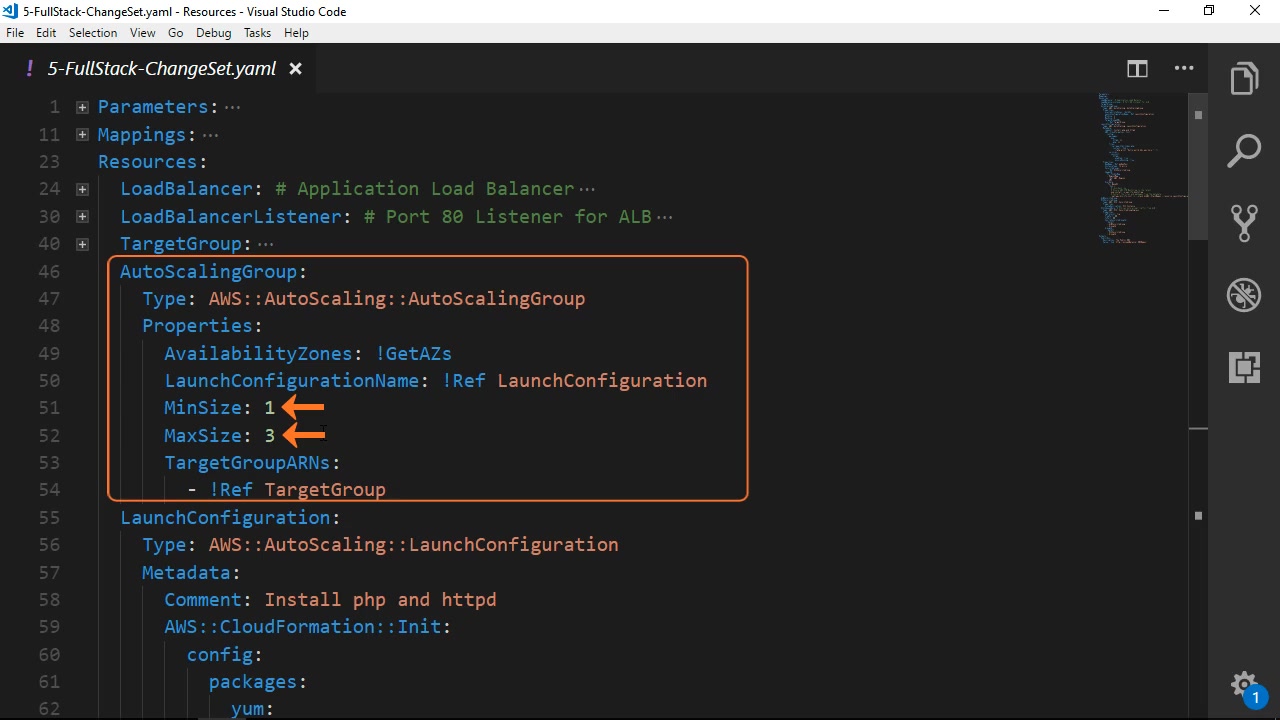 5-FullStack-ChangeSet.yaml - Resources - Visual Studio Code
File Edit Selection View Go Debug Tasks Help
! 5-FullStack-ChangeSet.yaml ×
1 Parameters: ···
11 Mappings: ···
23 Resources:
24 LoadBalancer: # Application Load Balancer ···
30 LoadBalancerListener: # Port 80 Listener for ALB ···
40 TargetGroup: ···
46 AutoScalingGroup:
47 Type: AWS::AutoScaling::AutoScalingGroup
48 Properties:
49 AvailabilityZones: !GetAZs
50 LaunchConfigurationName: !Ref LaunchConfiguration
51 MinSize: 1
52 MaxSize: 3
53 TargetGroupARNs:
54 - !Ref TargetGroup
55 LaunchConfiguration:
56 Type: AWS::AutoScaling::LaunchConfiguration
57 Metadata:
58 Comment: Install php and httpd
59 AWS::CloudFormation::Init:
60 config:
61 packages:
62 yum:
1